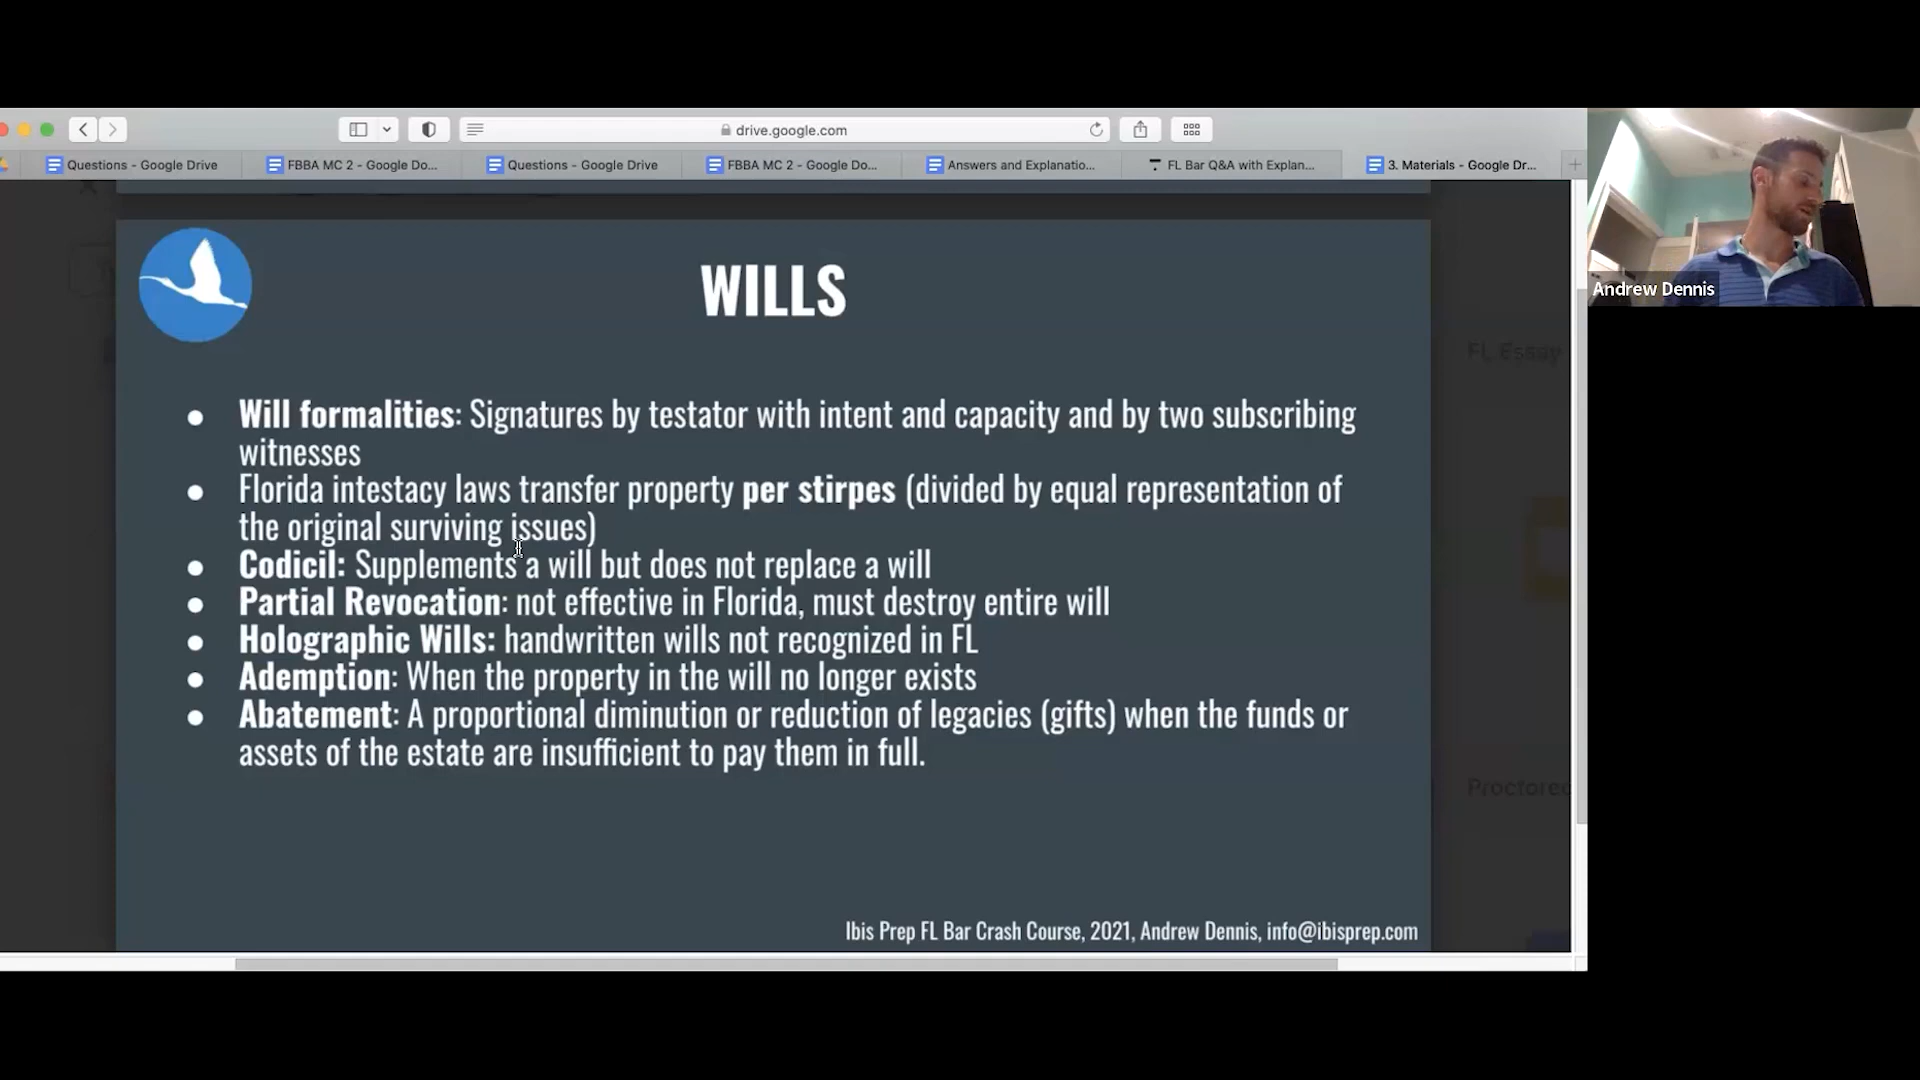 drive.google.com
Questions - Google Drive
FBBA MC 2 - Google Do...
Questions - Google Drive
FBBA MC 2 - Google Do...
Answers and Explanatio...
FL Bar Q&A with Explan...
3. Materials - Google Dr...
Andrew Dennis
WILLS
FL Essay
Will formalities: Signatures by testator with intent and capacity and by two subscribing
witnesses
Florida intestacy laws transfer property per stirpes (divided by equal representation of
the original surviving issues)
Codicil: Supplements a will but does not replace a will
Partial Revocation: not effective in Florida, must destroy entire will
Holographic Wills: handwritten wills not recognized in FL
Ademption: When the property in the will no longer exists
Abatement: A proportional diminution or reduction of legacies (gifts) when the funds or
assets of the estate are insufficient to pay them in full.
Proctored
Ibis Prep FL Bar Crash Course, 2021, Andrew Dennis, info@ibisprep.com